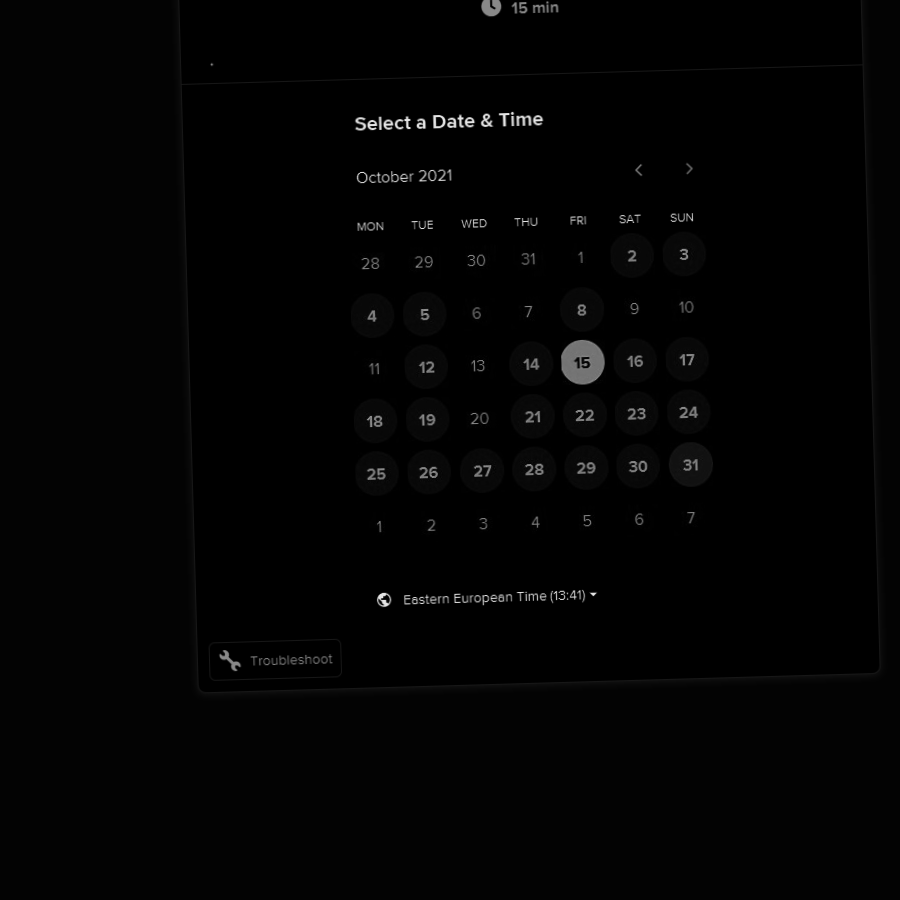 15 min
.
Select a Date & Time
October 2021
MON TUE WED THU FRI SAT SUN
28 29 30 31 1 2 3
4 5 6 7 8 9 10
11 12 13 14 15 16 17
18 19 20 21 22 23 24
25 26 27 28 29 30 31
1 2 3 4 5 6 7
Eastern European Time (13:41)
Troubleshoot